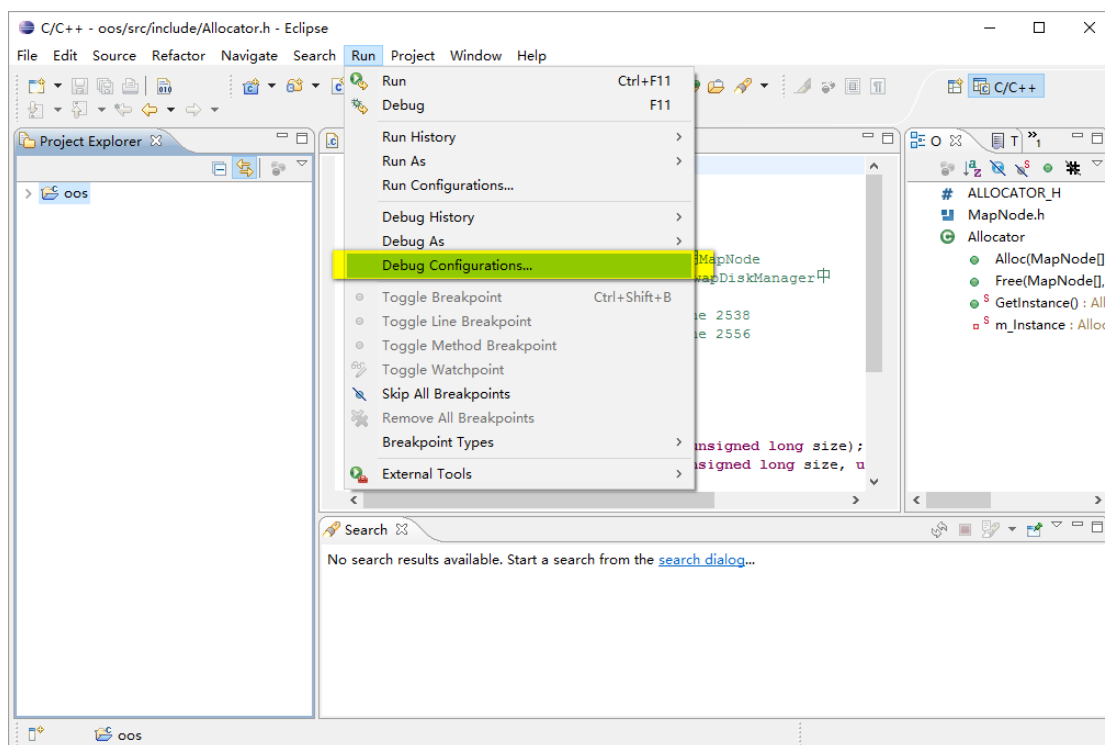 C/C++ - oos/src/include/Allocator.h - Eclipse
File Edit Source Refactor Navigate Search Run Project Window Help
Run Ctrl+F11
Debug F11
Run History
Run As
Run Configurations...
Debug History
Debug As
Debug Configurations...
Toggle Breakpoint Ctrl+Shift+B
Toggle Line Breakpoint
Toggle Method Breakpoint
Toggle Watchpoint
Skip All Breakpoints
Remove All Breakpoints
Breakpoint Types
External Tools
C/C++
Project Explorer
oos
MapNode
wapDiskManager中
ne 2538
ne 2556
unsigned long size);
nsigned long size, u
O T »1
# ALLOCATOR_H
MapNode.h
Allocator
Alloc(MapNode[]
Free(MapNode[],
S GetInstance() : All
S m_Instance : Alloc
Search
No search results available. Start a search from the search dialog...
oos